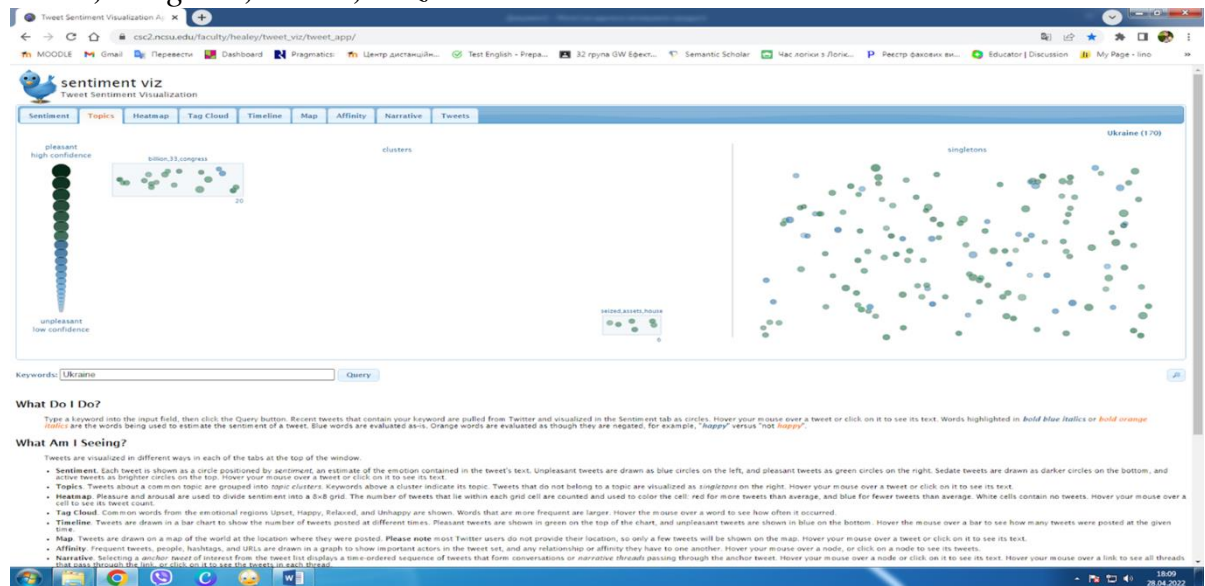 Tweet Sentiment Visualization Ap
csc2.ncsu.edu/faculty/healey/tweet_viz/tweet_app/
MOODLE Gmail Перевести Dashboard Pragmatics: Центр дистанційн... Test English - Prepa... 32 група GW Ефект... Semantic Scholar Час логіки з Логік... Реєстр фахових ви... Educator | Discussion My Page - lino
sentiment viz
Tweet Sentiment Visualization
Sentiment Topics Heatmap Tag Cloud Timeline Map Affinity Narrative Tweets
Ukraine (170)
pleasant
high confidence
clusters
singletons
billion_33_congress
20
seized_assets_house
6
unpleasant
low confidence
Keywords: Ukraine Query
What Do I Do?
Type a keyword into the input field, then click the Query button. Recent tweets that contain your keyword are pulled from Twitter and visualized in the Sentiment tab as circles. Hover your mouse over a tweet or click on it to see its text. Words highlighted in bold blue italics or bold orange
italics are the words being used to estimate the sentiment of a tweet. Blue words are evaluated as-is. Orange words are evaluated as though they are negated, for example, "happy" versus "not happy".
What Am I Seeing?
Tweets are visualized in different ways in each of the tabs at the top of the window.
• Sentiment. Each tweet is shown as a circle positioned by sentiment, an estimate of the emotion contained in the tweet's text. Unpleasant tweets are drawn as blue circles on the left, and pleasant tweets as green circles on the right. Sedate tweets are drawn as darker circles on the bottom, and
active tweets as brighter circles on the top. Hover your mouse over a tweet or click on it to see its text.
• Topics. Tweets about a common topic are grouped into topic clusters. Keywords above a cluster indicate its topic. Tweets that do not belong to a topic are visualized as singletons on the right. Hover your mouse over a tweet or click on it to see its text.
• Heatmap. Pleasure and arousal are used to divide sentiment into a 8x8 grid. The number of tweets that lie within each grid cell are counted and used to color the cell: red for more tweets than average, and blue for fewer tweets than average. White cells contain no tweets. Hover your mouse over a
cell to see its tweet count.
• Tag Cloud. Common words from the emotional regions Upset, Happy, Relaxed, and Unhappy are shown. Words that are more frequent are larger. Hover the mouse over a word to see how often it occurred.
• Timeline. Tweets are drawn in a bar chart to show the number of tweets posted at different times. Pleasant tweets are shown in green on the top of the chart, and unpleasant tweets are shown in blue on the bottom. Hover the mouse over a bar to see how many tweets were posted at the given
time.
• Map. Tweets are drawn on a map of the world at the location where they were posted. Please note most Twitter users do not provide their location, so only a few tweets will be shown on the map. Hover your mouse over a tweet or click on it to see its text.
• Affinity. Frequent tweets, people, hashtags, and URLs are drawn in a graph to show important actors in the tweet set, and any relationship or affinity they have to one another. Hover your mouse over a node, or click on a node to see its tweets.
• Narrative. Selecting an anchor tweet of interest from the tweet list displays a time-ordered sequence of tweets that form conversations or narrative threads passing through the anchor tweet. Hover your mouse over a node or click on it to see its text. Hover your mouse over a link to see all threads
that pass through the link, or click on it to see the tweets in each thread.
18:09
28.04.2022